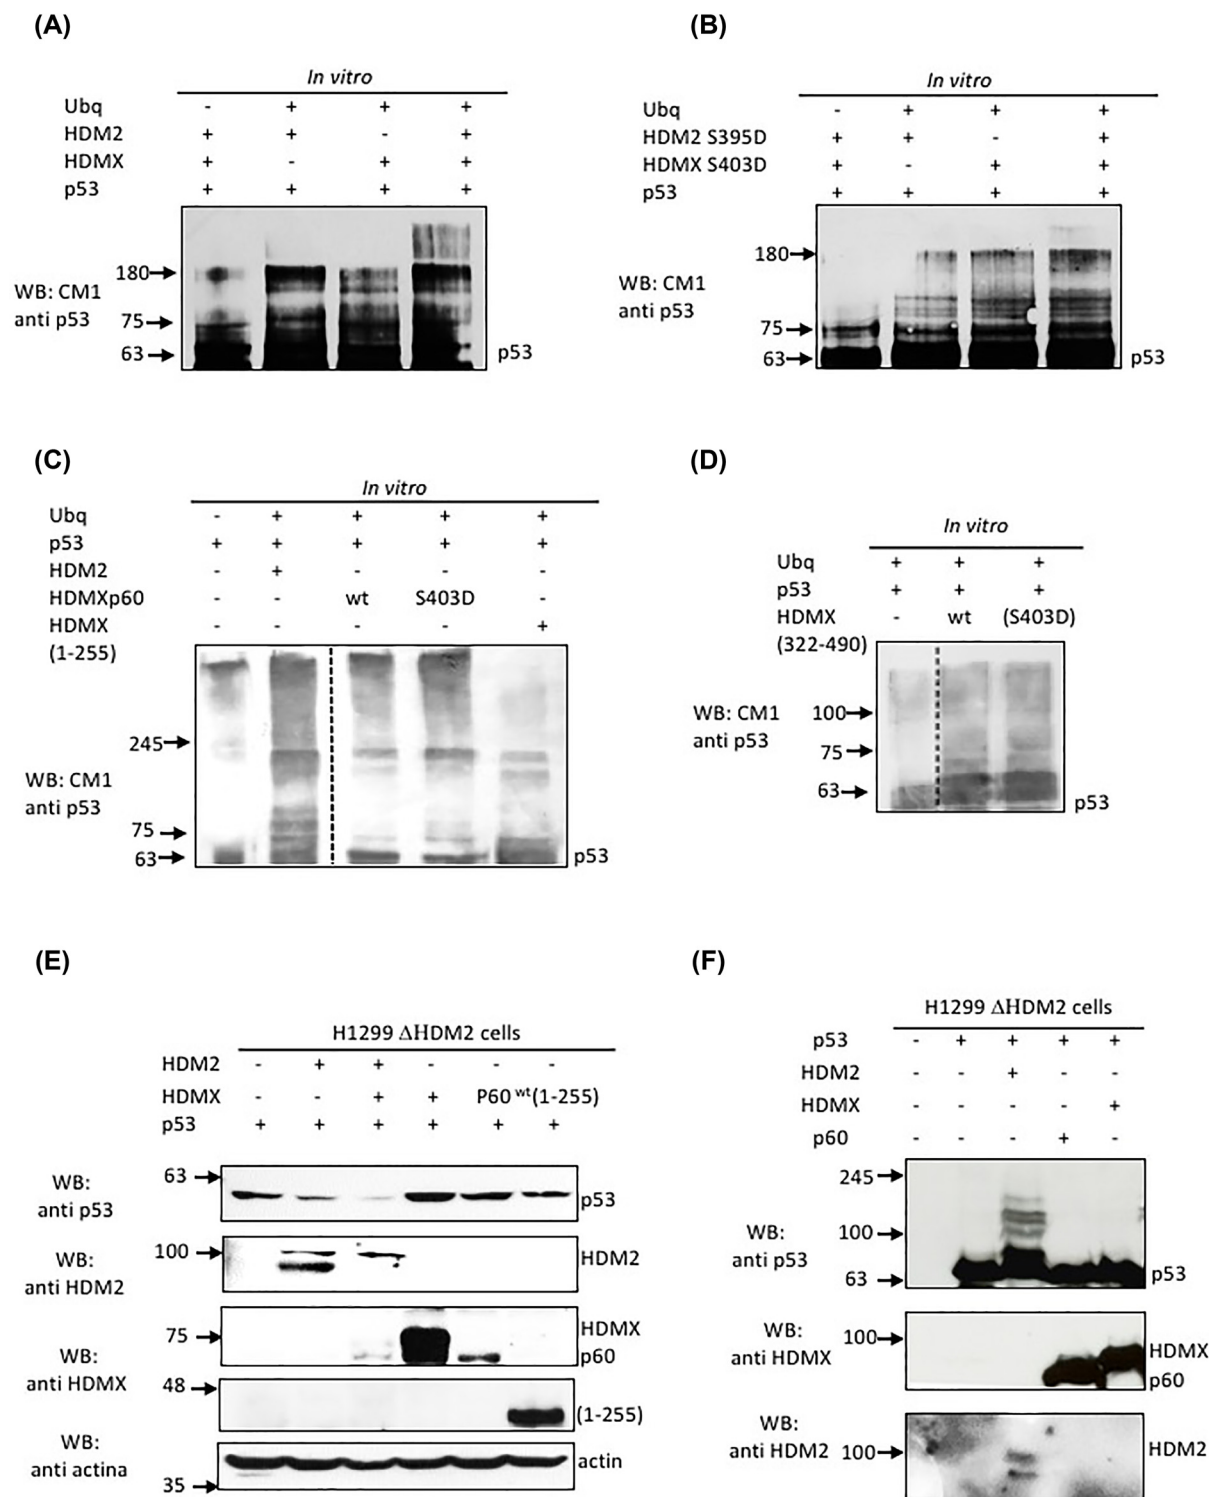 (A)
In vitro
Ubq - + + +
HDM2 + + - +
HDMX + - + +
p53 + + + +
180
75
63
WB: CM1
anti p53
p53
(B)
In vitro
Ubq - + + +
HDM2 S395D + + - +
HDMX S403D + - + +
p53 + + + +
180
75
63
WB: CM1
anti p53
p53
(C)
In vitro
Ubq - + + + +
p53 + + + + +
HDM2 - + - - -
HDMXp60 - - wt S403D
HDMX - - - - +
(1-255)
245
75
63
WB: CM1
anti p53
p53
(D)
In vitro
Ubq + + +
p53 + + +
HDMX - wt (S403D)
(322-490)
100
75
63
WB: CM1
anti p53
p53
(E)
H1299 ΔHDM2 cells
HDM2 - + + - - -
HDMX - - + + P60 wt(1-255)
p53 + + + + + +
WB:
anti p53
63
p53
WB:
anti HDM2
100
HDM2
WB:
anti HDMX
75
HDMX
p60
48
(1-255)
WB:
anti actina
actin
35
(F)
H1299 ΔHDM2 cells
p53 - + + + +
HDM2 - - + - -
HDMX - - - - +
p60 - - - + -
WB:
anti p53
245
100
63
p53
WB:
anti HDMX
100
HDMX
p60
WB:
anti HDM2
100
HDM2